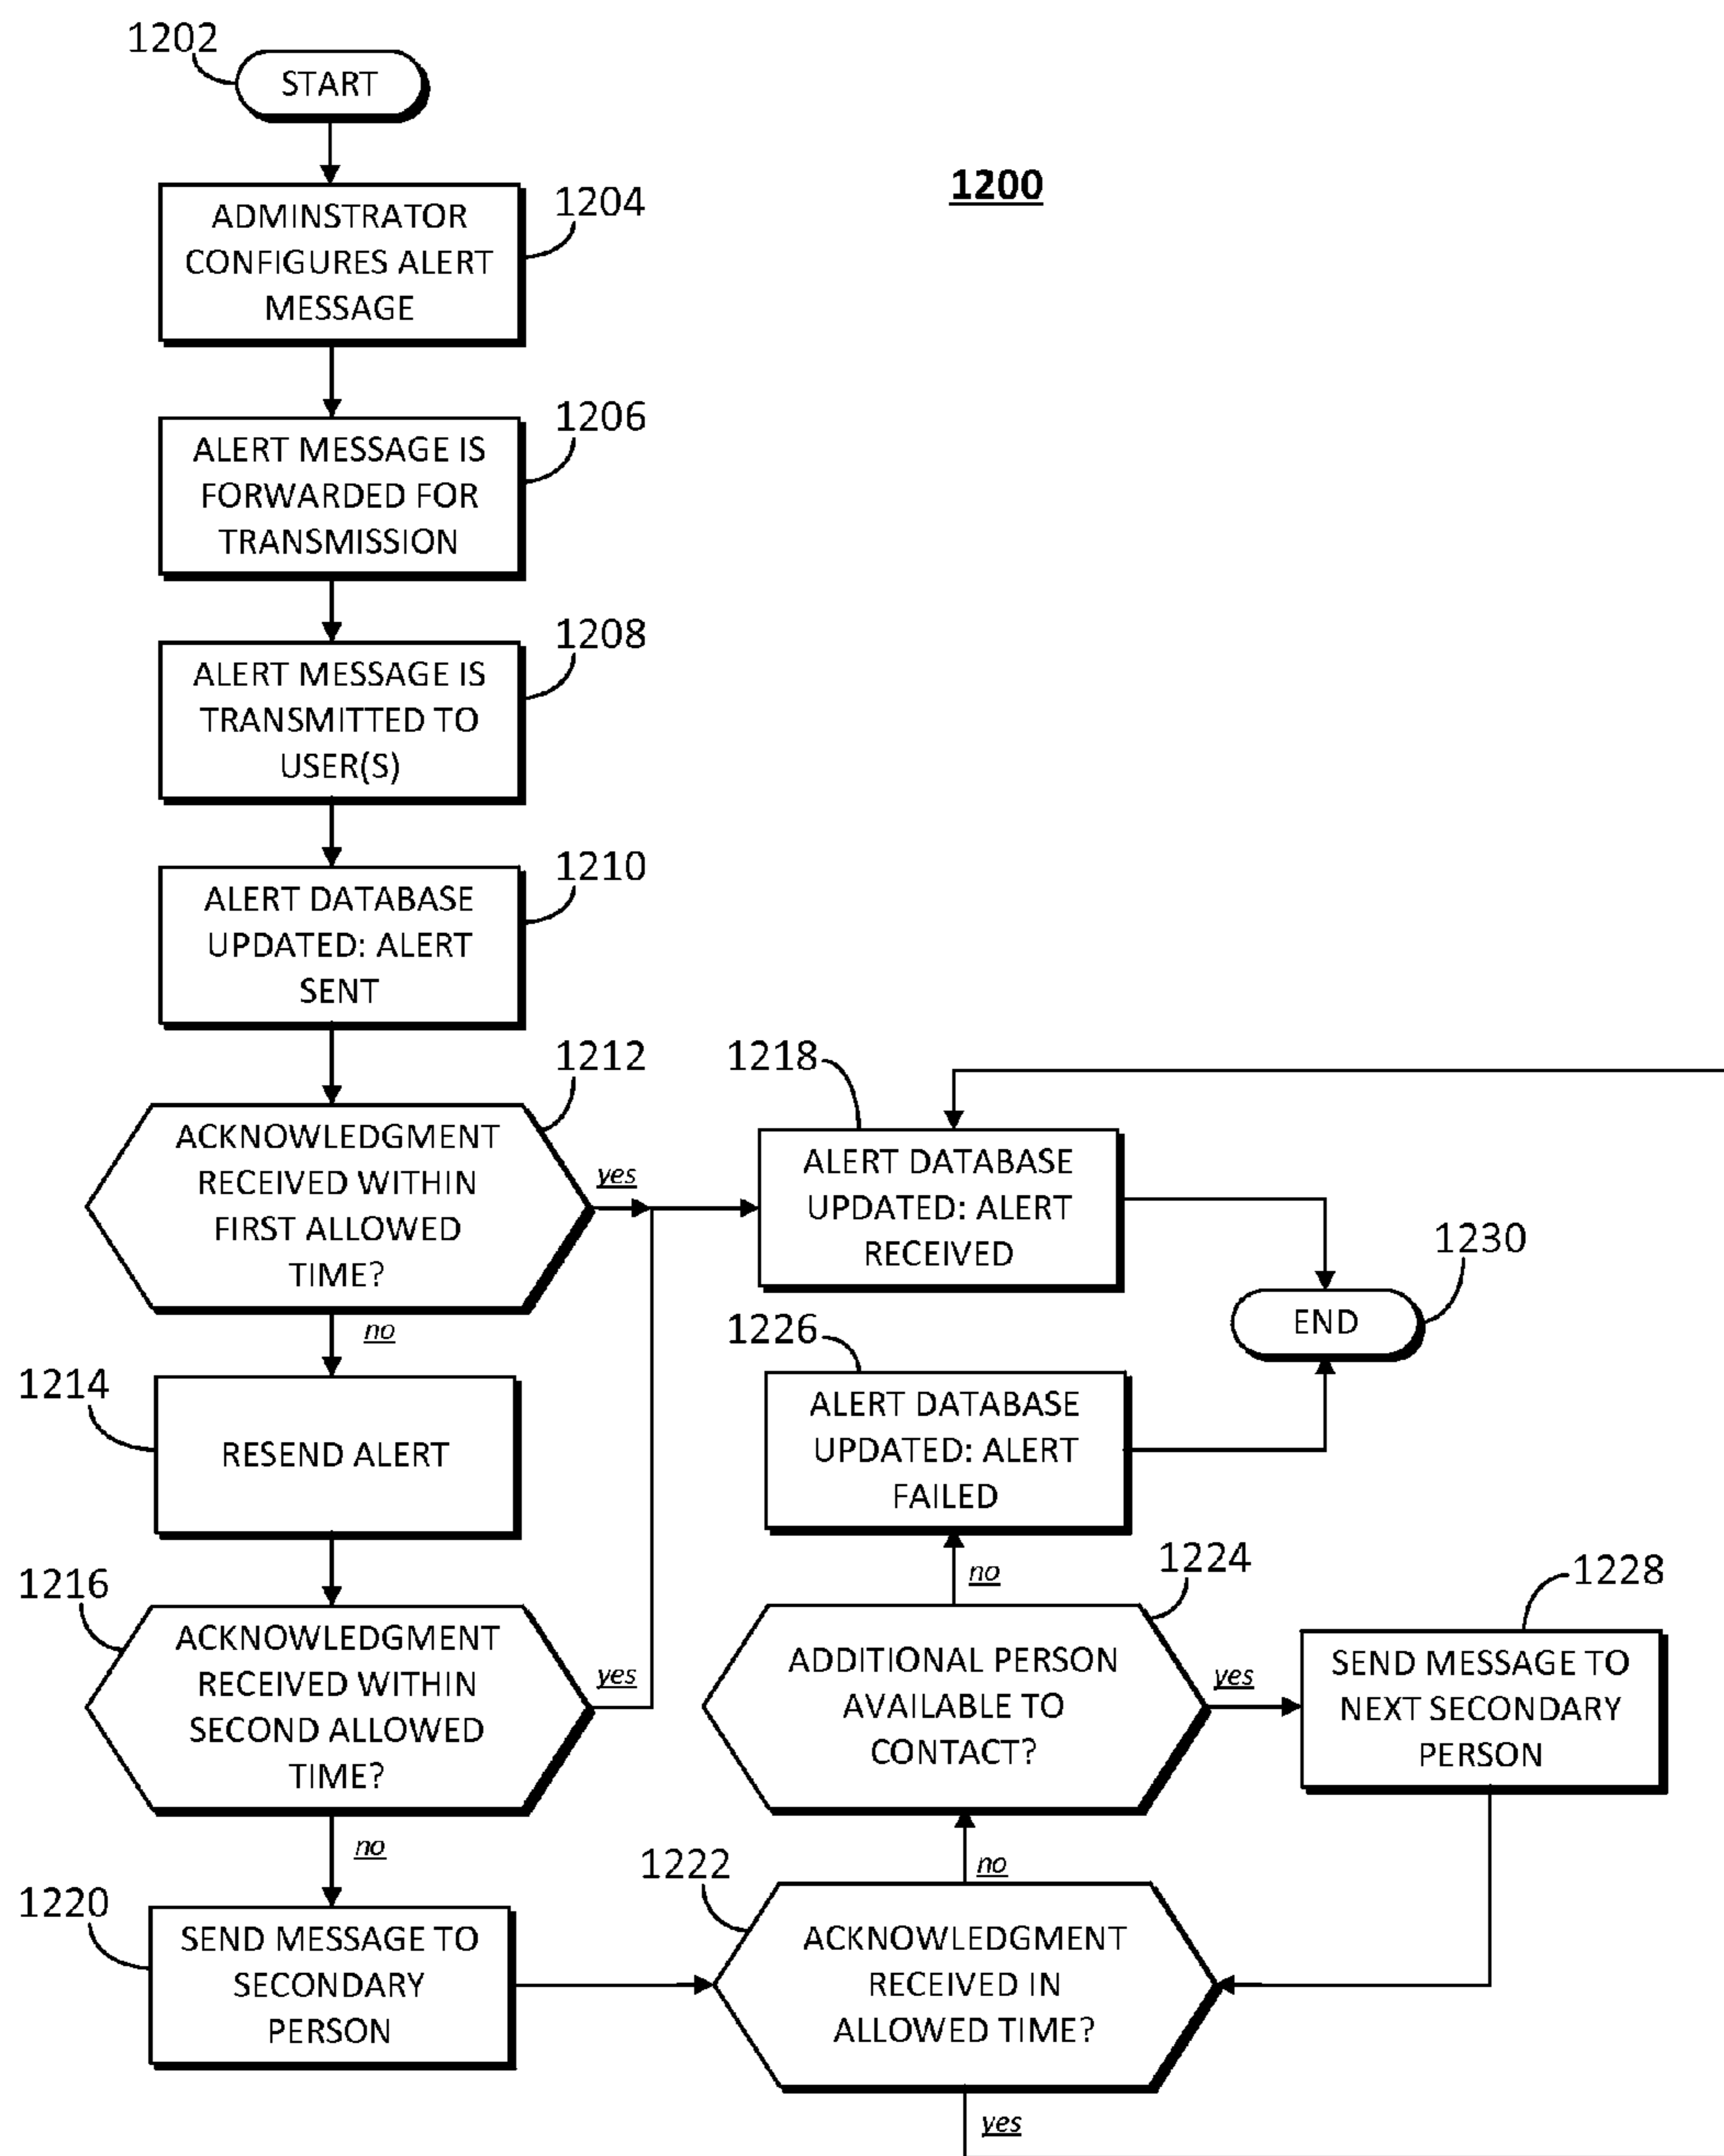 1202
START
1200
1204
ADMINSTRATOR
CONFIGURES ALERT
MESSAGE
1206
ALERT MESSAGE IS
FORWARDED FOR
TRANSMISSION
1208
ALERT MESSAGE IS
TRANSMITTED TO
USER(S)
1210
ALERT DATABASE
UPDATED: ALERT
SENT
1212
ACKNOWLEDGMENT
RECEIVED WITHIN
FIRST ALLOWED
TIME?
yes
no
1218
ALERT DATABASE
UPDATED: ALERT
RECEIVED
1230
END
1214
RESEND ALERT
1226
ALERT DATABASE
UPDATED: ALERT
FAILED
no
1216
ACKNOWLEDGMENT
RECEIVED WITHIN
SECOND ALLOWED
TIME?
yes
no
1224
ADDITIONAL PERSON
AVAILABLE TO
CONTACT?
yes
1228
SEND MESSAGE TO
NEXT SECONDARY
PERSON
1220
SEND MESSAGE TO
SECONDARY
PERSON
1222
no
ACKNOWLEDGMENT
RECEIVED IN
ALLOWED TIME?
yes